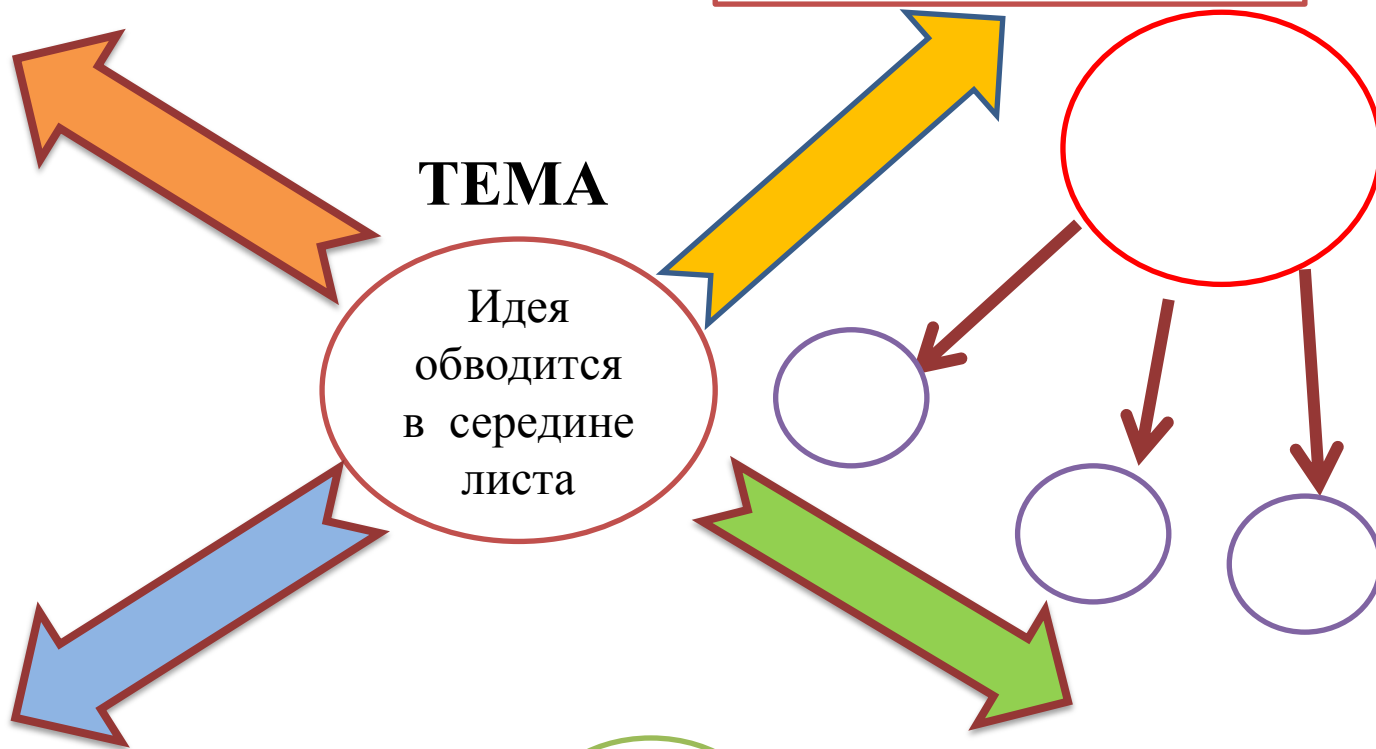 ТЕМА
Идея
обводится
в середине
листа